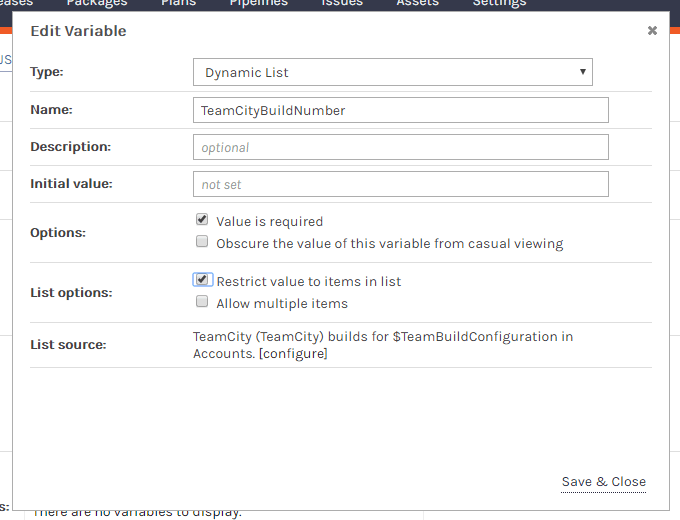 eases Packages Plans Pipelines Issues Assets Settings
JS
Edit Variable
Type: Dynamic List
Name: TeamCityBuildNumber
Description: optional
Initial value: not set
Options: Value is required
Obscure the value of this variable from casual viewing
List options: Restrict value to items in list
Allow multiple items
List source: TeamCity (TeamCity) builds for $TeamBuildConfiguration in
Accounts. [configure]
Save & Close
s: There are no variables to display.